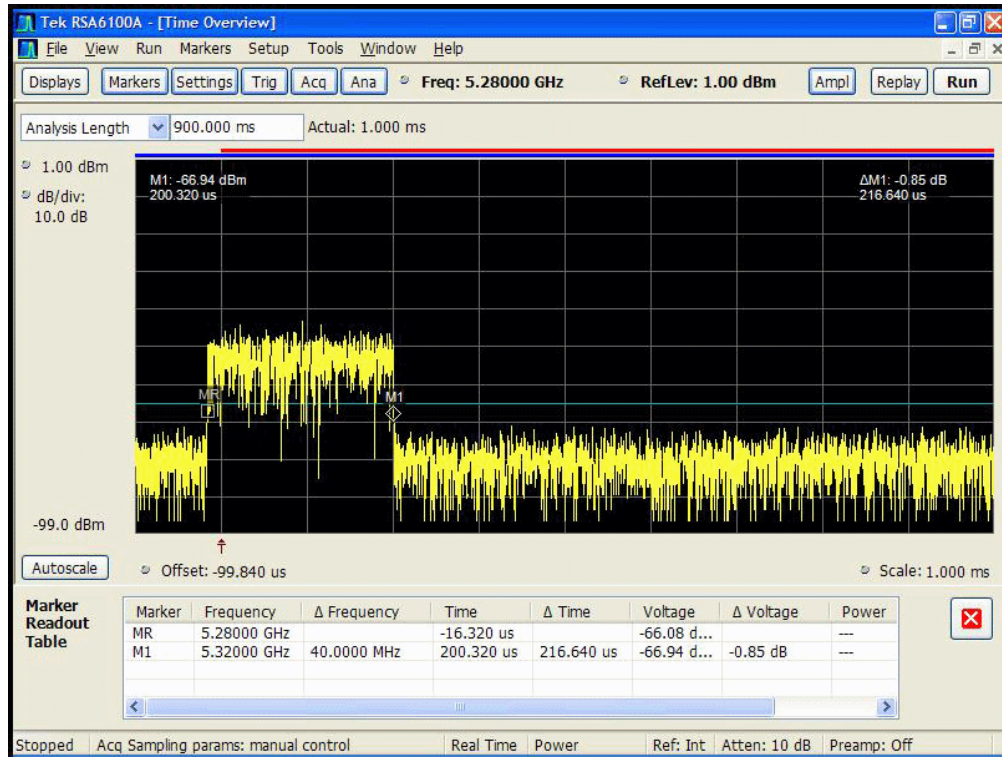 Tek RSA6100A - [Time Overview]
File View Run Markers Setup Tools Window Help
Displays Markers Settings Trig Acq Ana Freq: 5.28000 GHz RefLev: 1.00 dBm Ampl Replay Run
Analysis Length 900.000 ms Actual: 1.000 ms
1.00 dBm
dB/div:
10.0 dB
M1: -66.94 dBm
200.320 us
ΔM1: -0.85 dB
216.640 us
MR
M1
-99.0 dBm
Autoscale Offset: -99.840 us Scale: 1.000 ms
Marker
Readout
Table
Marker Frequency Δ Frequency Time Δ Time Voltage Δ Voltage Power
MR 5.28000 GHz -16.320 us -66.08 d... ---
M1 5.32000 GHz 40.0000 MHz 200.320 us 216.640 us -66.94 d... -0.85 dB ---
Stopped Acq Sampling params: manual control Real Time Power Ref: Int Atten: 10 dB Preamp: Off